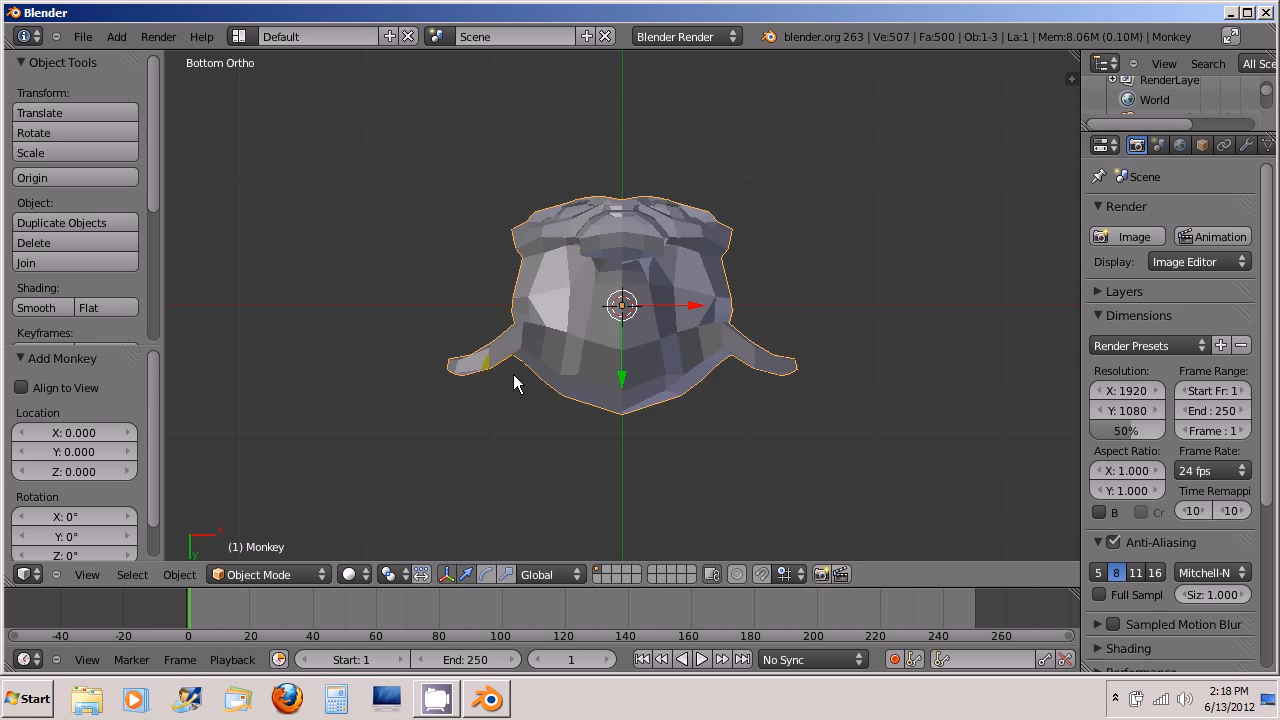 Blender
File Add Render Help Default Scene Blender Render blender.org 263 | Ve:507 | Fa:500 | Ob:1-3 | La:1 | Mem:8.06M (0.10M) | Monkey
Object Tools
Transform:
Translate
Rotate
Scale
Origin
Object:
Duplicate Objects
Delete
Join
Shading:
Smooth Flat
Keyframes:
Add Monkey
Align to View
Location
X: 0.000
Y: 0.000
Z: 0.000
Rotation
X: 0°
Y: 0°
Z: 0°
Bottom Ortho
x
y
(1) Monkey
View Select Object Object Mode Global
View Search All Sce
RenderLaye
World
Scene
Render
Image Animation
Display: Image Editor
Layers
Dimensions
Render Presets
Resolution: Frame Range:
X: 1920 Start Fr: 1
Y: 1080 End : 250
50% Frame : 1
Aspect Ratio: Frame Rate:
X: 1.000 24 fps
Y: 1.000 Time Remappi
B Cr 10 10
Anti-Aliasing
5 8 11 16 Mitchell-N
Full Sampl Siz: 1.000
Sampled Motion Blur
Shading
-40 -20 0 20 40 60 80 100 120 140 160 180 200 220 240 260
View Marker Frame Playback Start: 1 End: 250 1 No Sync
Start
2:18 PM
6/13/2012